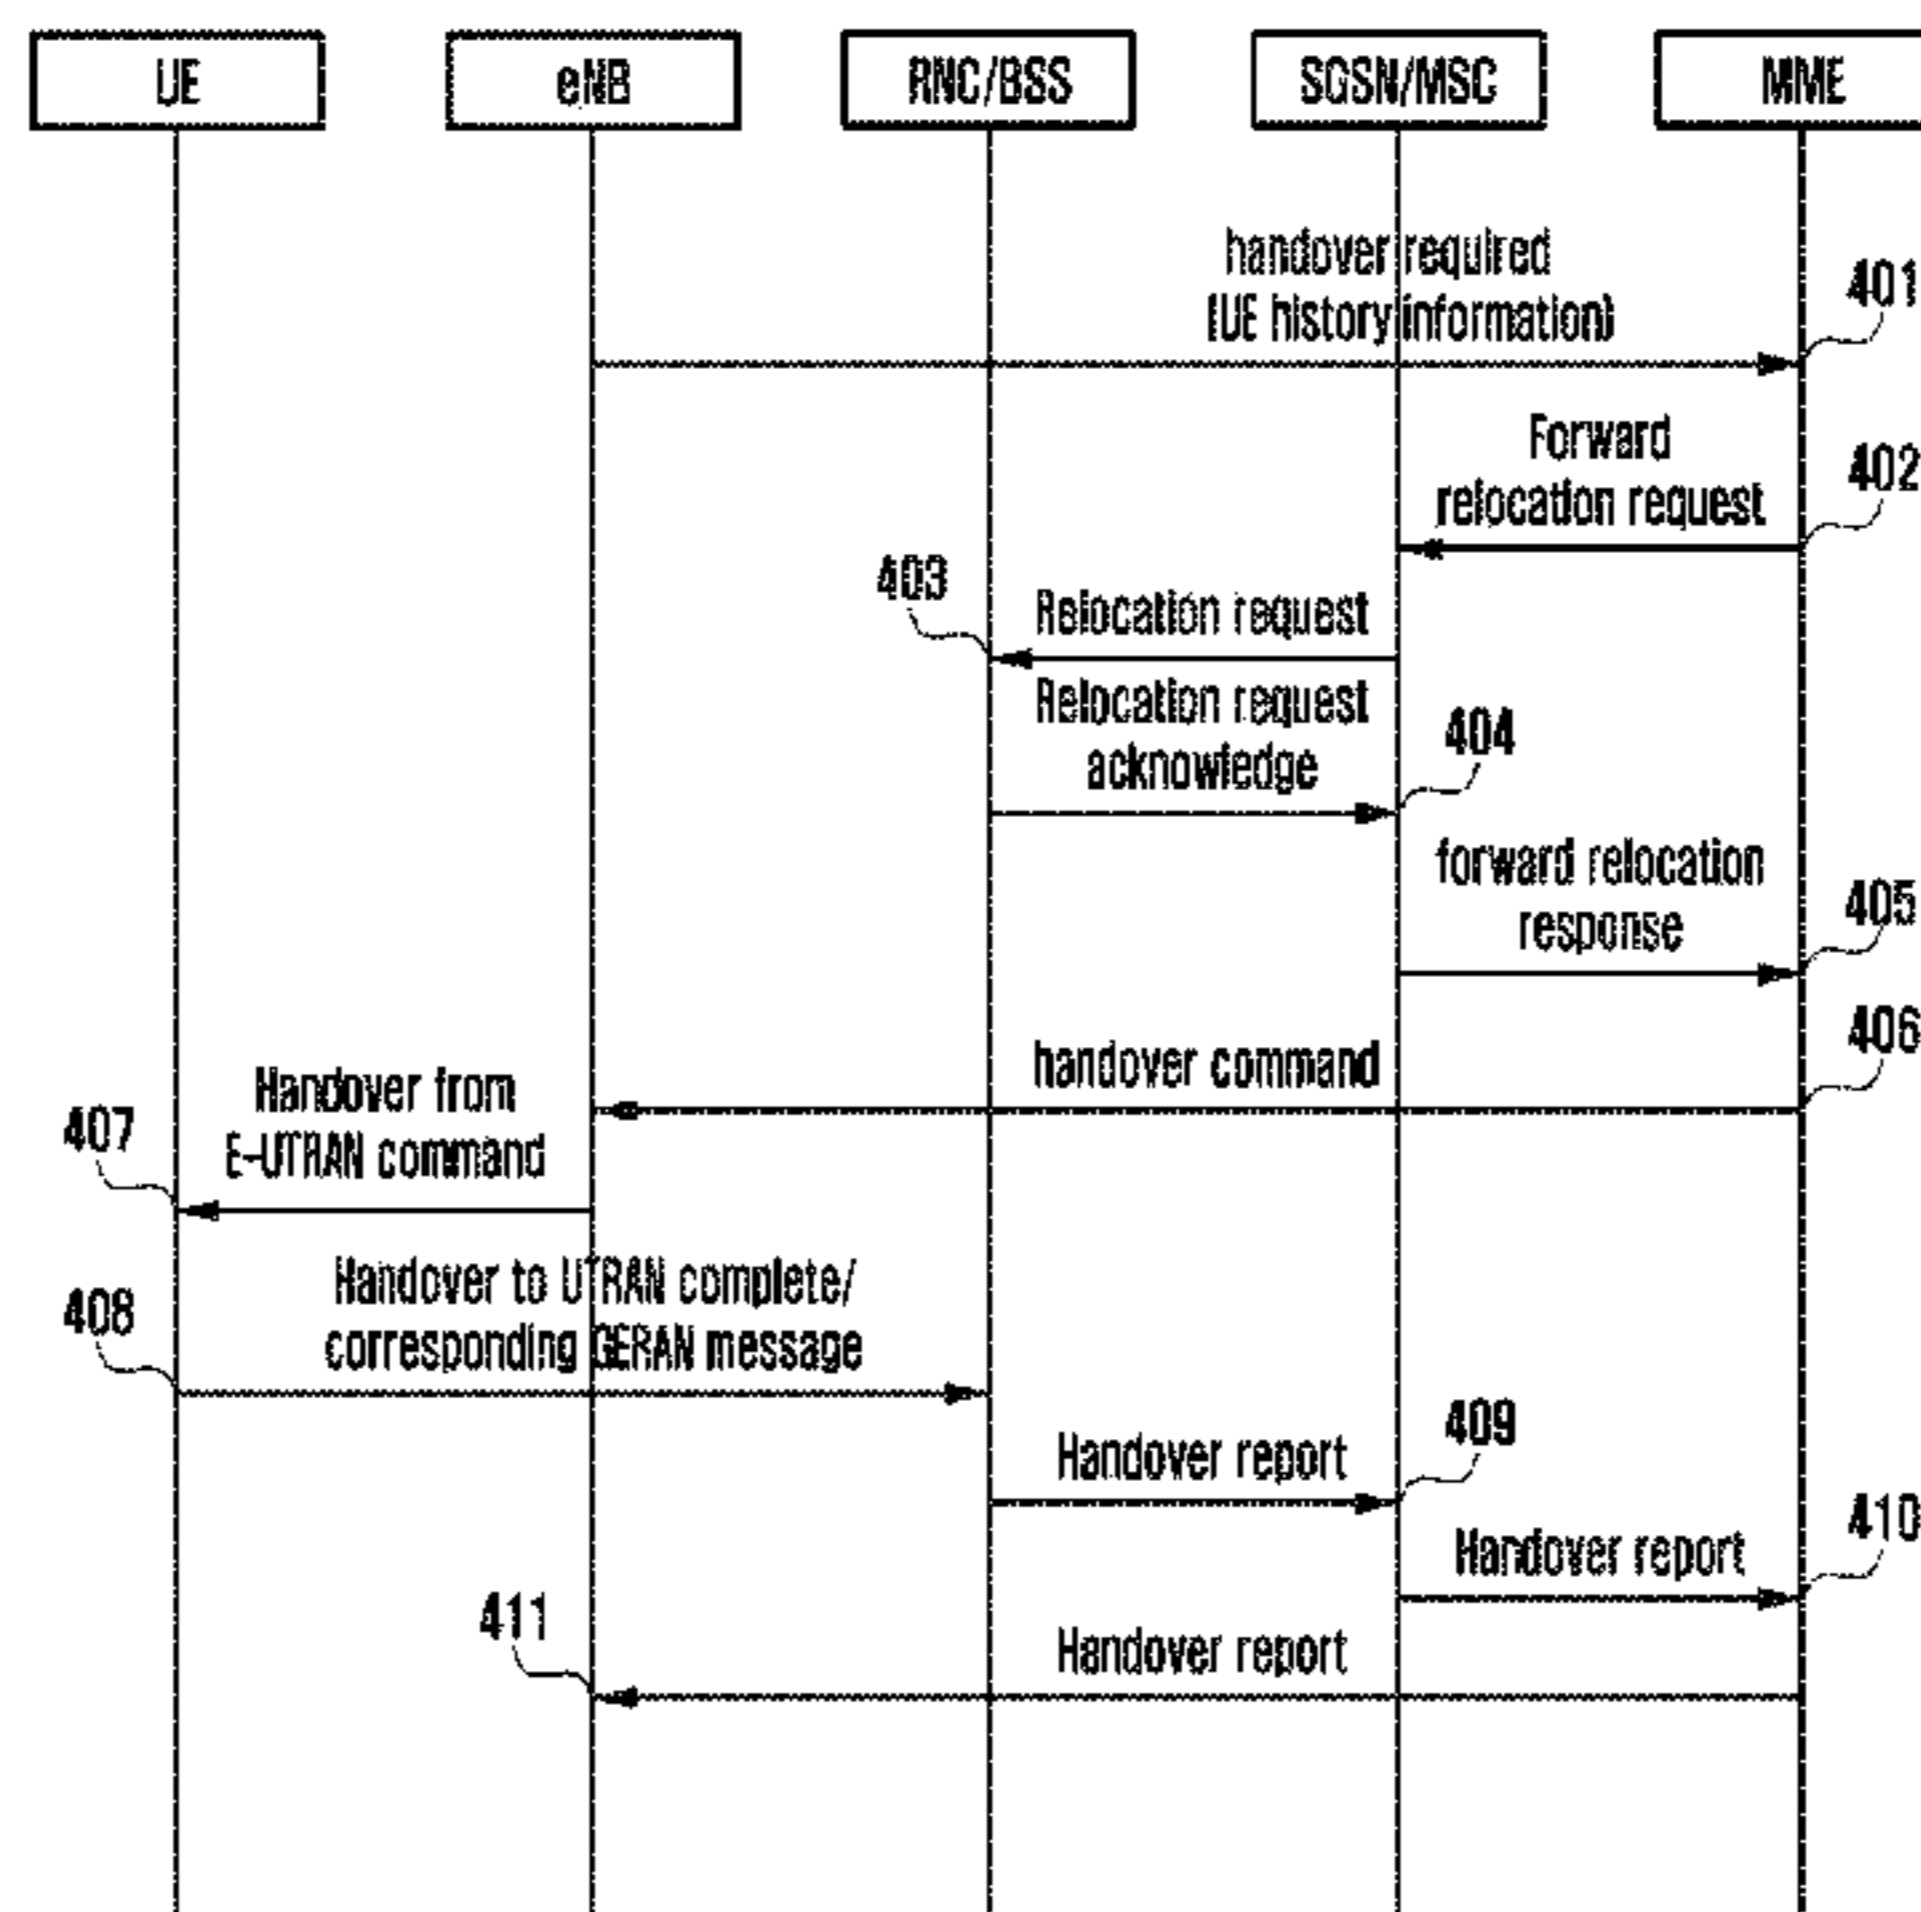 UE eNB RNC/BSS SGSN/MSC MME
handover required
(UE history information)
401
Forward
relocation request
402
403
Relocation request
Relocation request
acknowledge
404
forward relocation
response
405
406
handover command
Handover from
E-UTRAN command
407
Handover to UTRAN complete/
corresponding GERAN message
408
Handover report
409
Handover report
410
411
Handover report